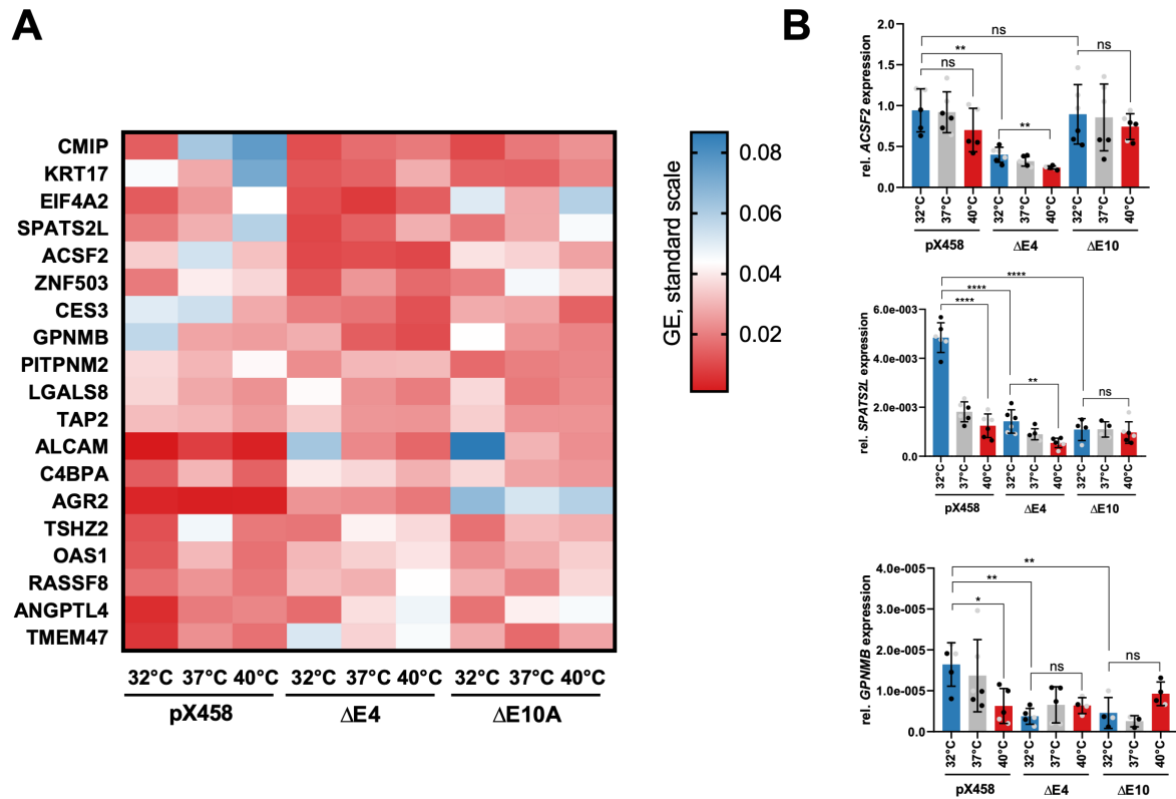 A
CMIP
KRT17
EIF4A2
SPATS2L
ACSF2
ZNF503
CES3
GPNMB
PITPNM2
LGALS8
TAP2
ALCAM
C4BPA
AGR2
TSHZ2
OAS1
RASSF8
ANGPTL4
TMEM47
32°C 37°C 40°C 32°C 37°C 40°C 32°C 37°C 40°C
pX458 ΔE4 ΔE10A
GE, standard scale
0.08
0.06
0.04
0.02
B
rel. ACSF2 expression
2.0
1.5
1.0
0.5
0.0
ns
**
ns
**
ns
32°C 37°C 40°C 32°C 37°C 40°C 32°C 37°C 40°C
pX458 ΔE4 ΔE10
rel. SPATS2L expression
6.0e-003
4.0e-003
2.0e-003
0.0
****
****
****
**
ns
32°C 37°C 40°C 32°C 37°C 40°C 32°C 37°C 40°C
pX458 ΔE4 ΔE10
rel. GPNMB expression
4.0e-005
3.0e-005
2.0e-005
1.0e-005
0.0
**
**
*
ns
ns
32°C 37°C 40°C 32°C 37°C 40°C 32°C 37°C 40°C
pX458 ΔE4 ΔE10